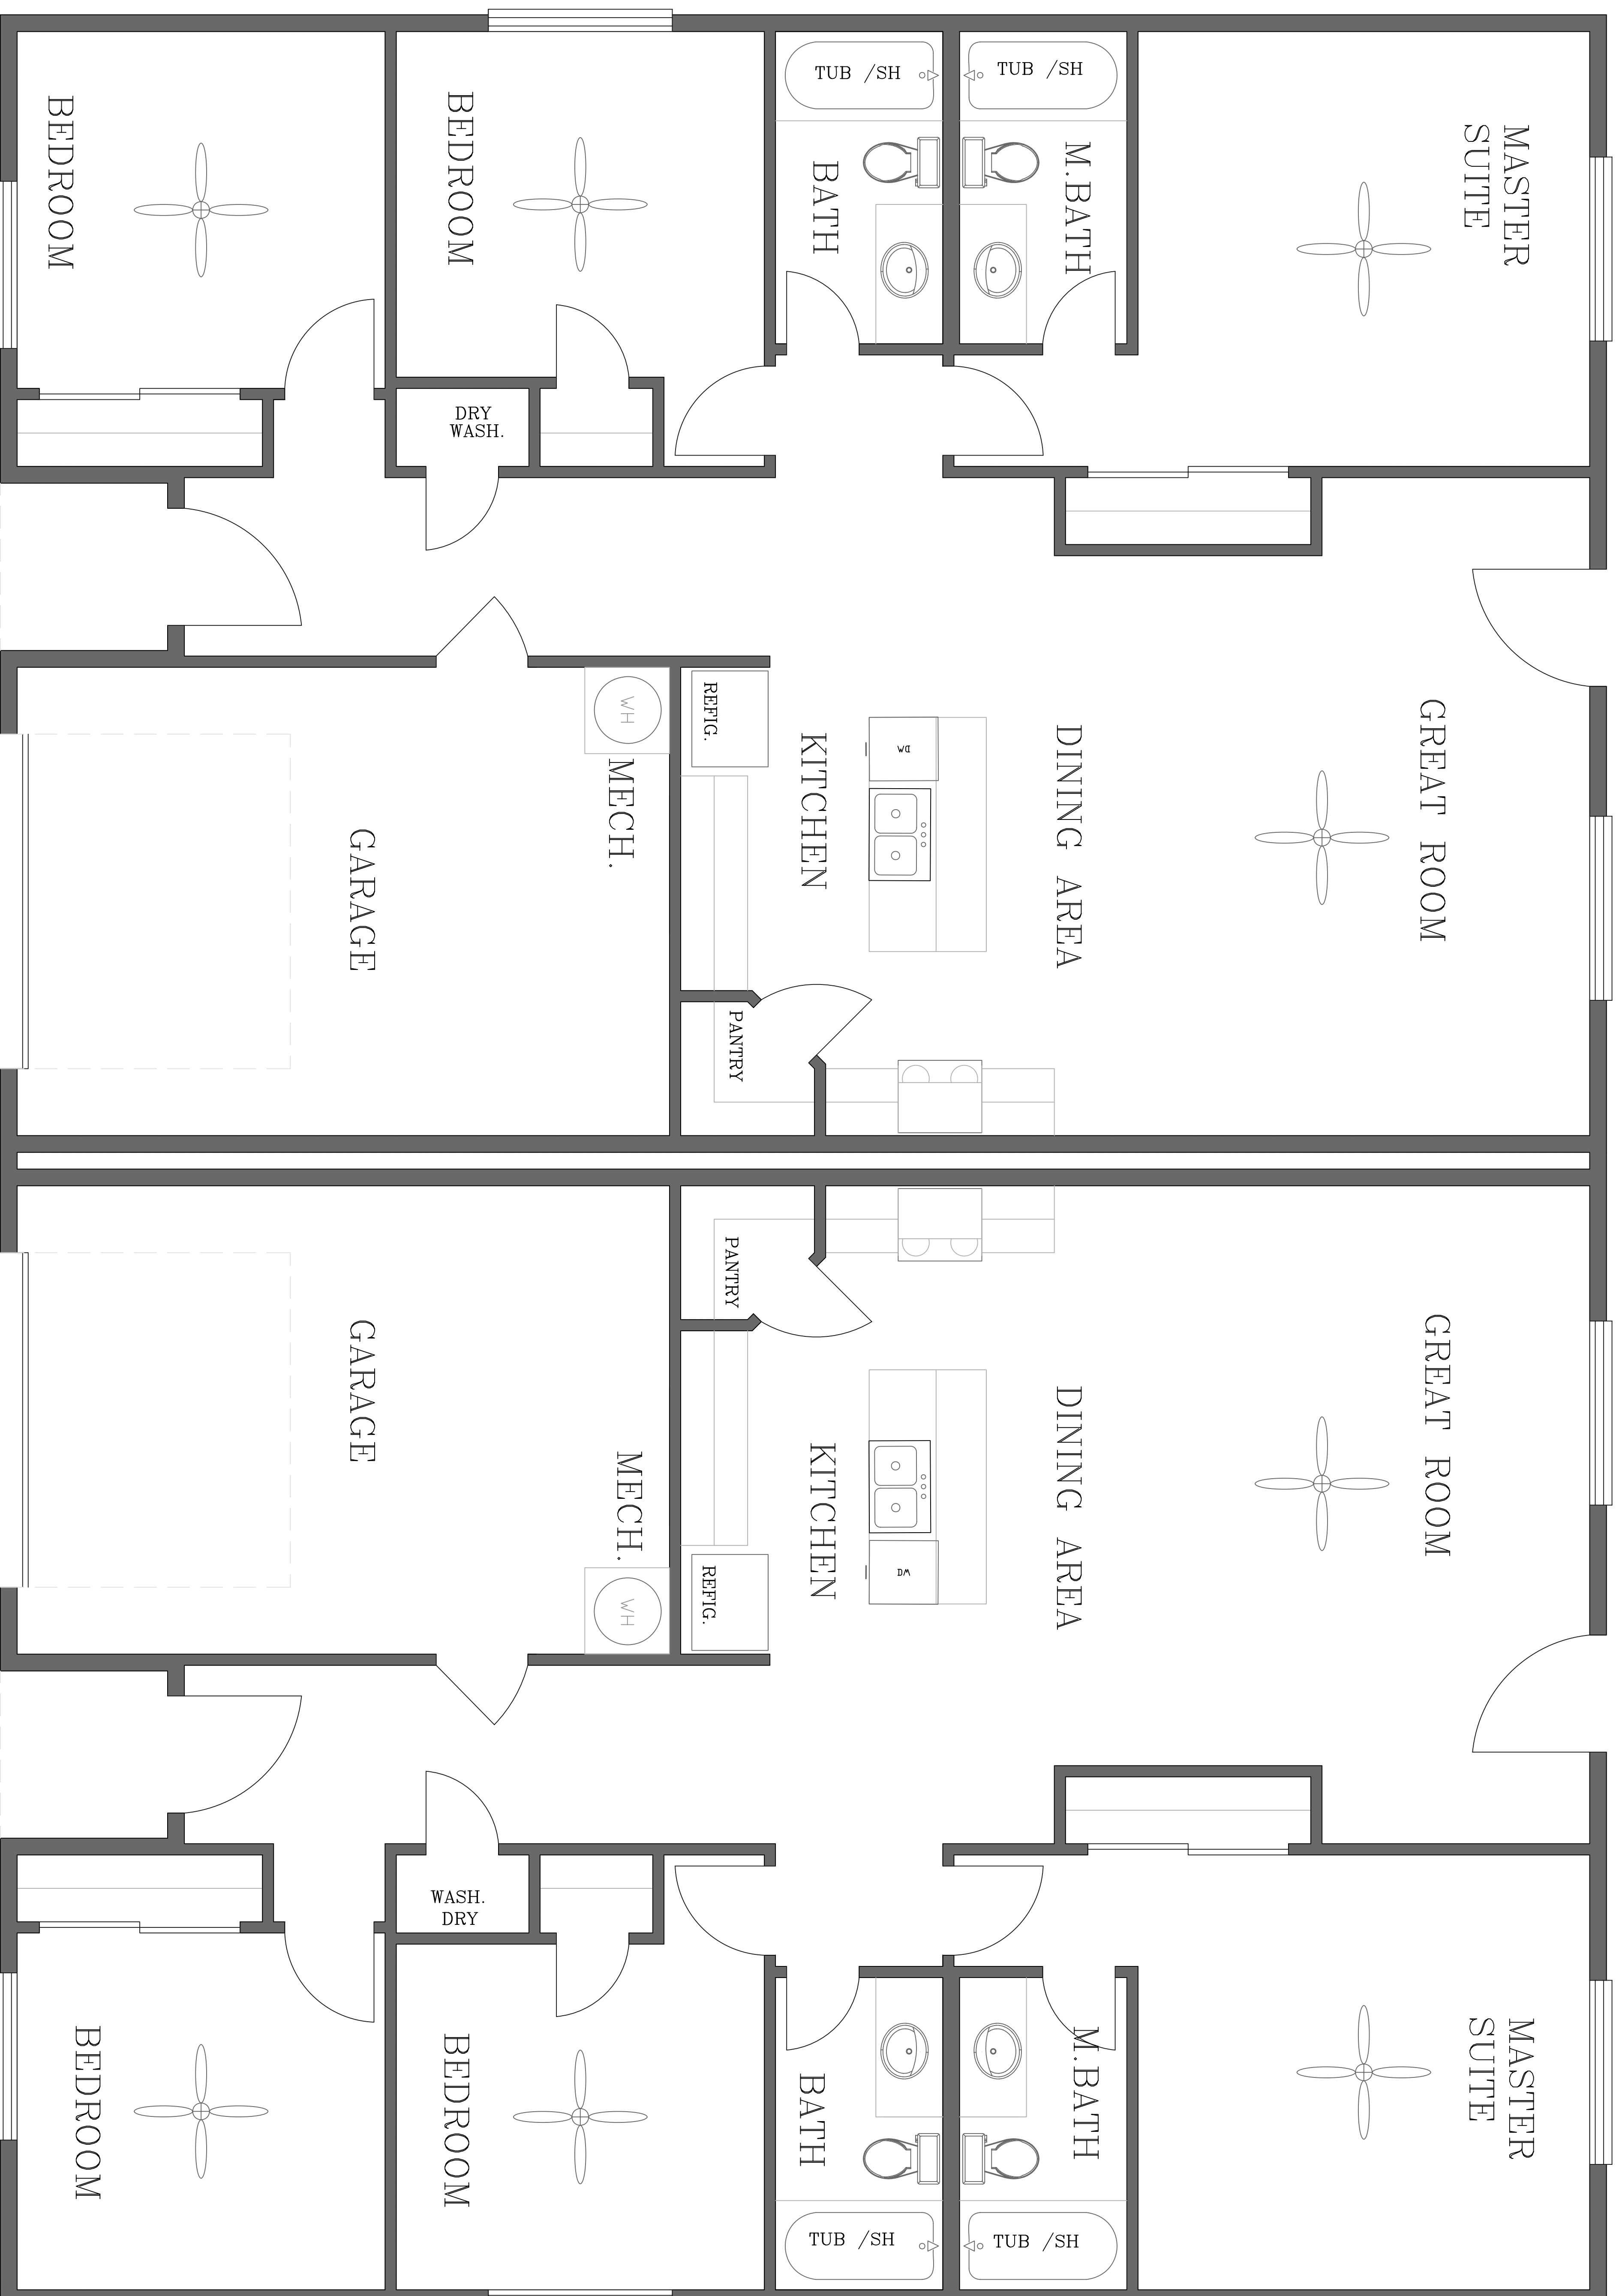 TUB /SH
TUB /SH
BEDROOM
BEDROOM
BATH
M.BATH
MASTER
SUITE
DRY
WASH.
REFIG.
WH
MECH.
KITCHEN
DW
DINING AREA
GREAT ROOM
GARAGE
PANTRY
PANTRY
GARAGE
MECH.
WH
KITCHEN
REFIG.
DW
DINING AREA
GREAT ROOM
WASH.
DRY
BEDROOM
BEDROOM
BATH
M.BATH
MASTER
SUITE
TUB /SH
TUB /SH